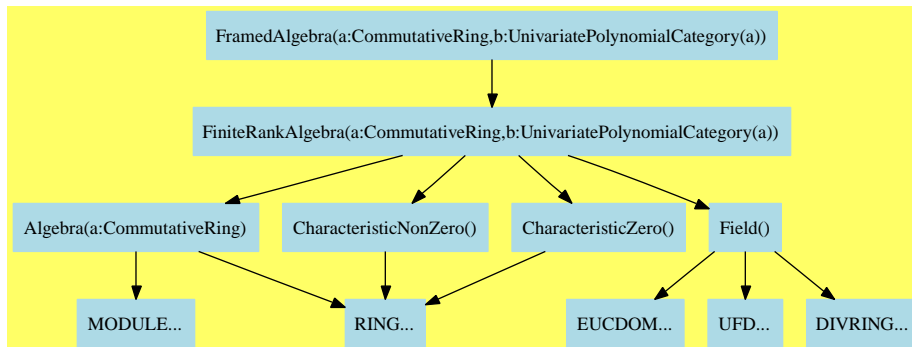 FramedAlgebra(a:CommutativeRing,b:UnivariatePolynomialCategory(a))
FiniteRankAlgebra(a:CommutativeRing,b:UnivariatePolynomialCategory(a))
Algebra(a:CommutativeRing)
CharacteristicNonZero()
CharacteristicZero()
Field()
MODULE...
RING...
EUCDOM...
UFD...
DIVRING...